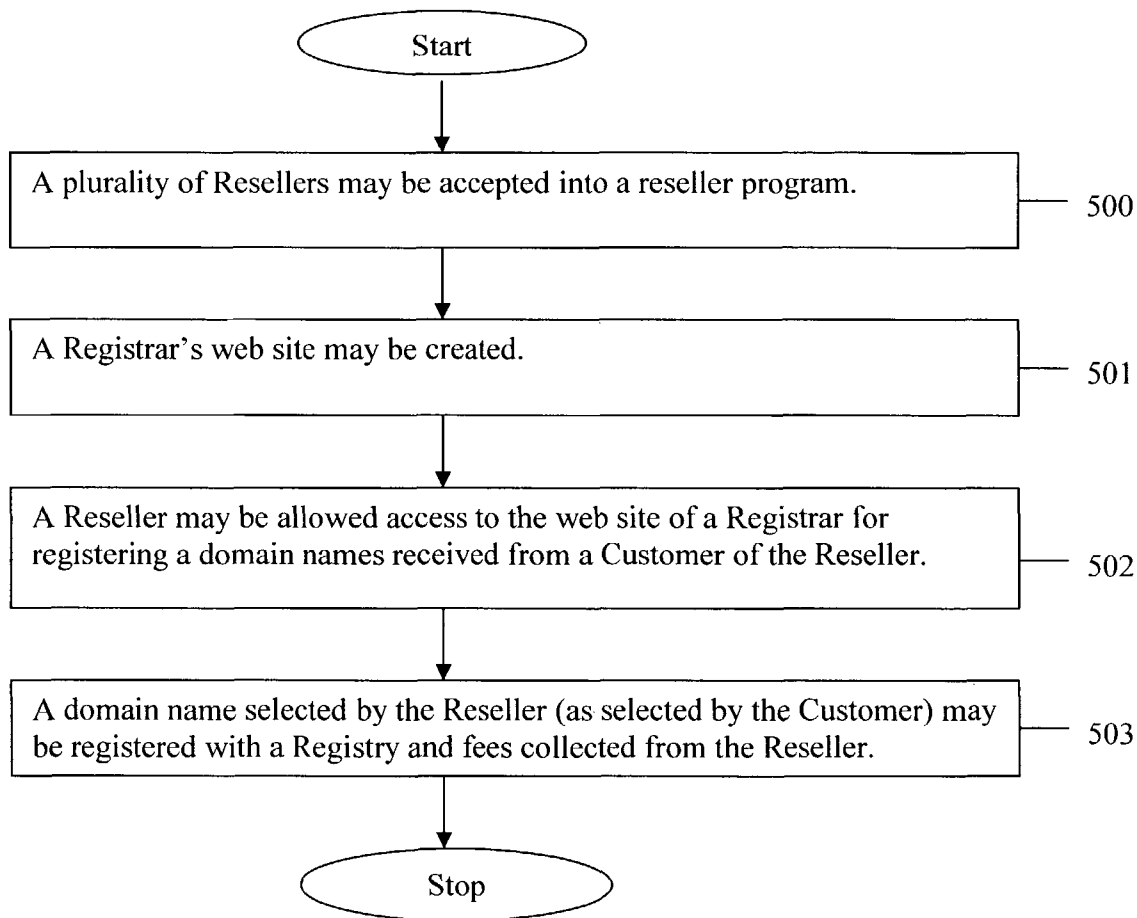 Start
A plurality of Resellers may be accepted into a reseller program.
500
A Registrar's web site may be created.
501
A Reseller may be allowed access to the web site of a Registrar for
registering a domain names received from a Customer of the Reseller.
502
A domain name selected by the Reseller (as selected by the Customer) may
be registered with a Registry and fees collected from the Reseller.
503
Stop